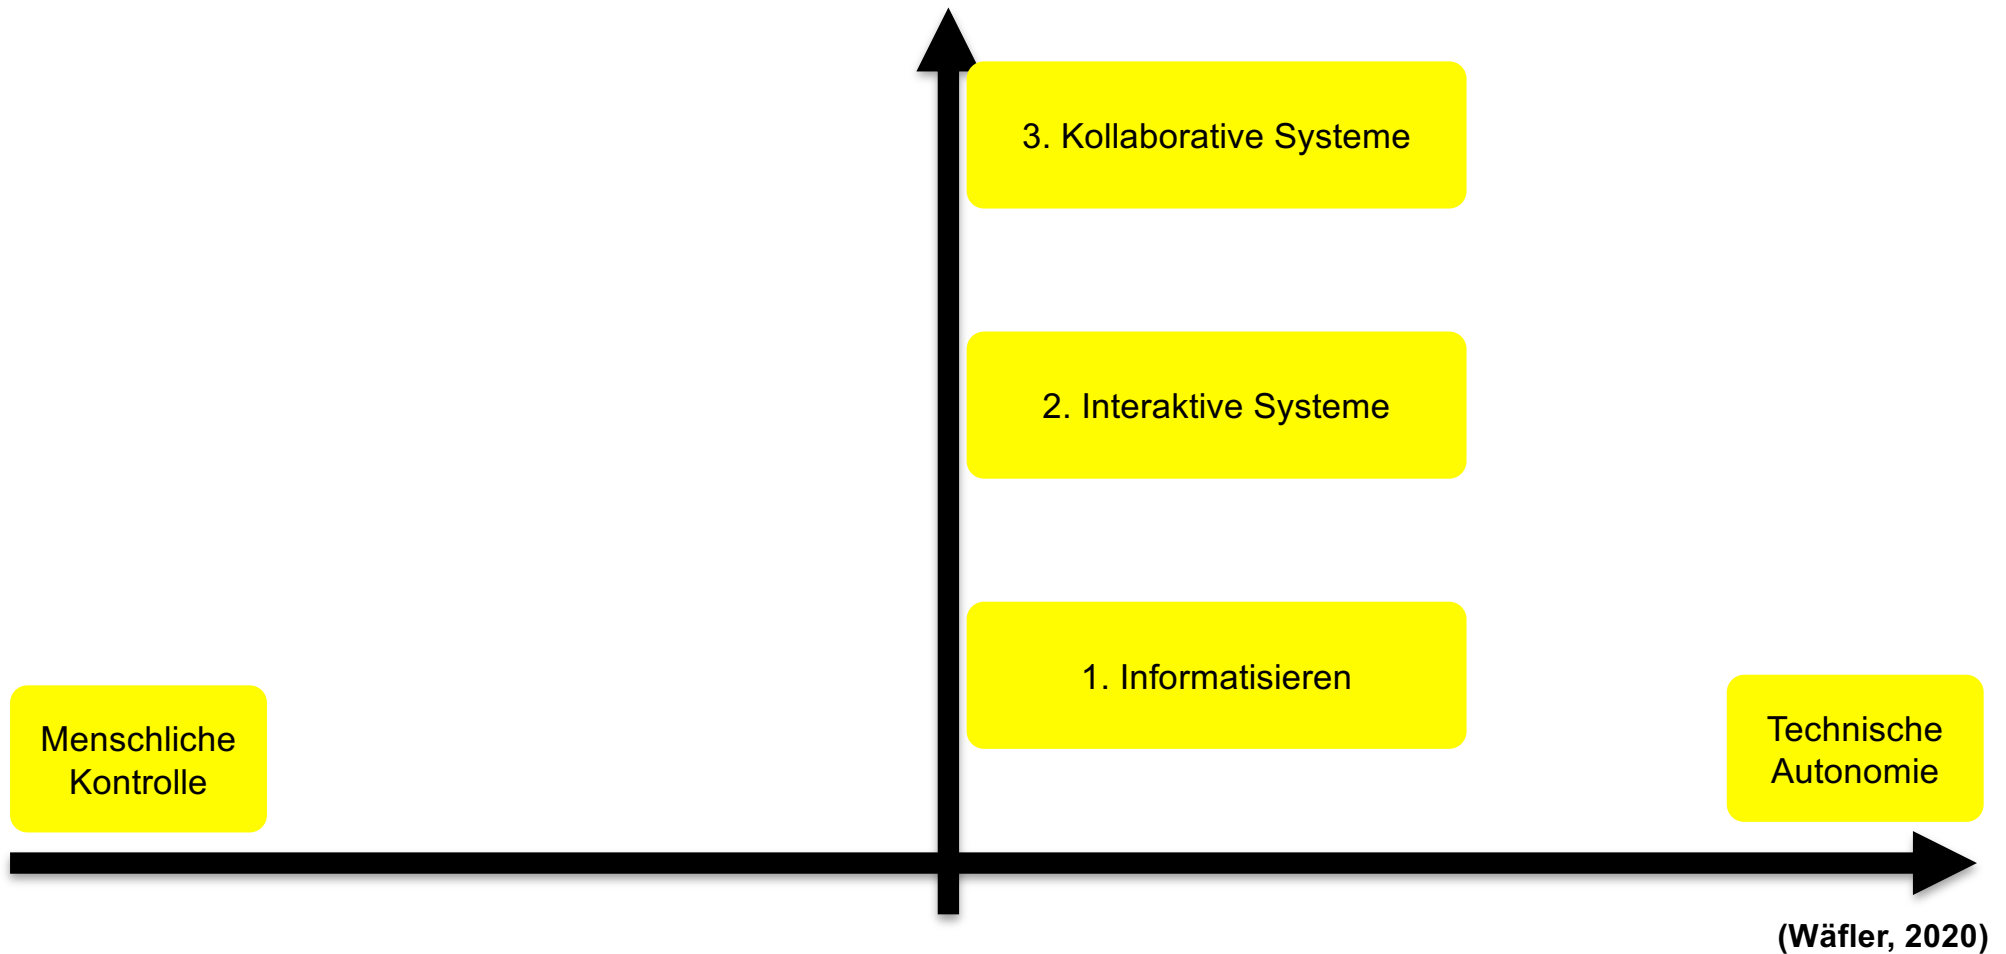 3. Kollaborative Systeme
2. Interaktive Systeme
1. Informatisieren
Menschliche
Kontrolle
Technische
Autonomie
(Wäfler, 2020)